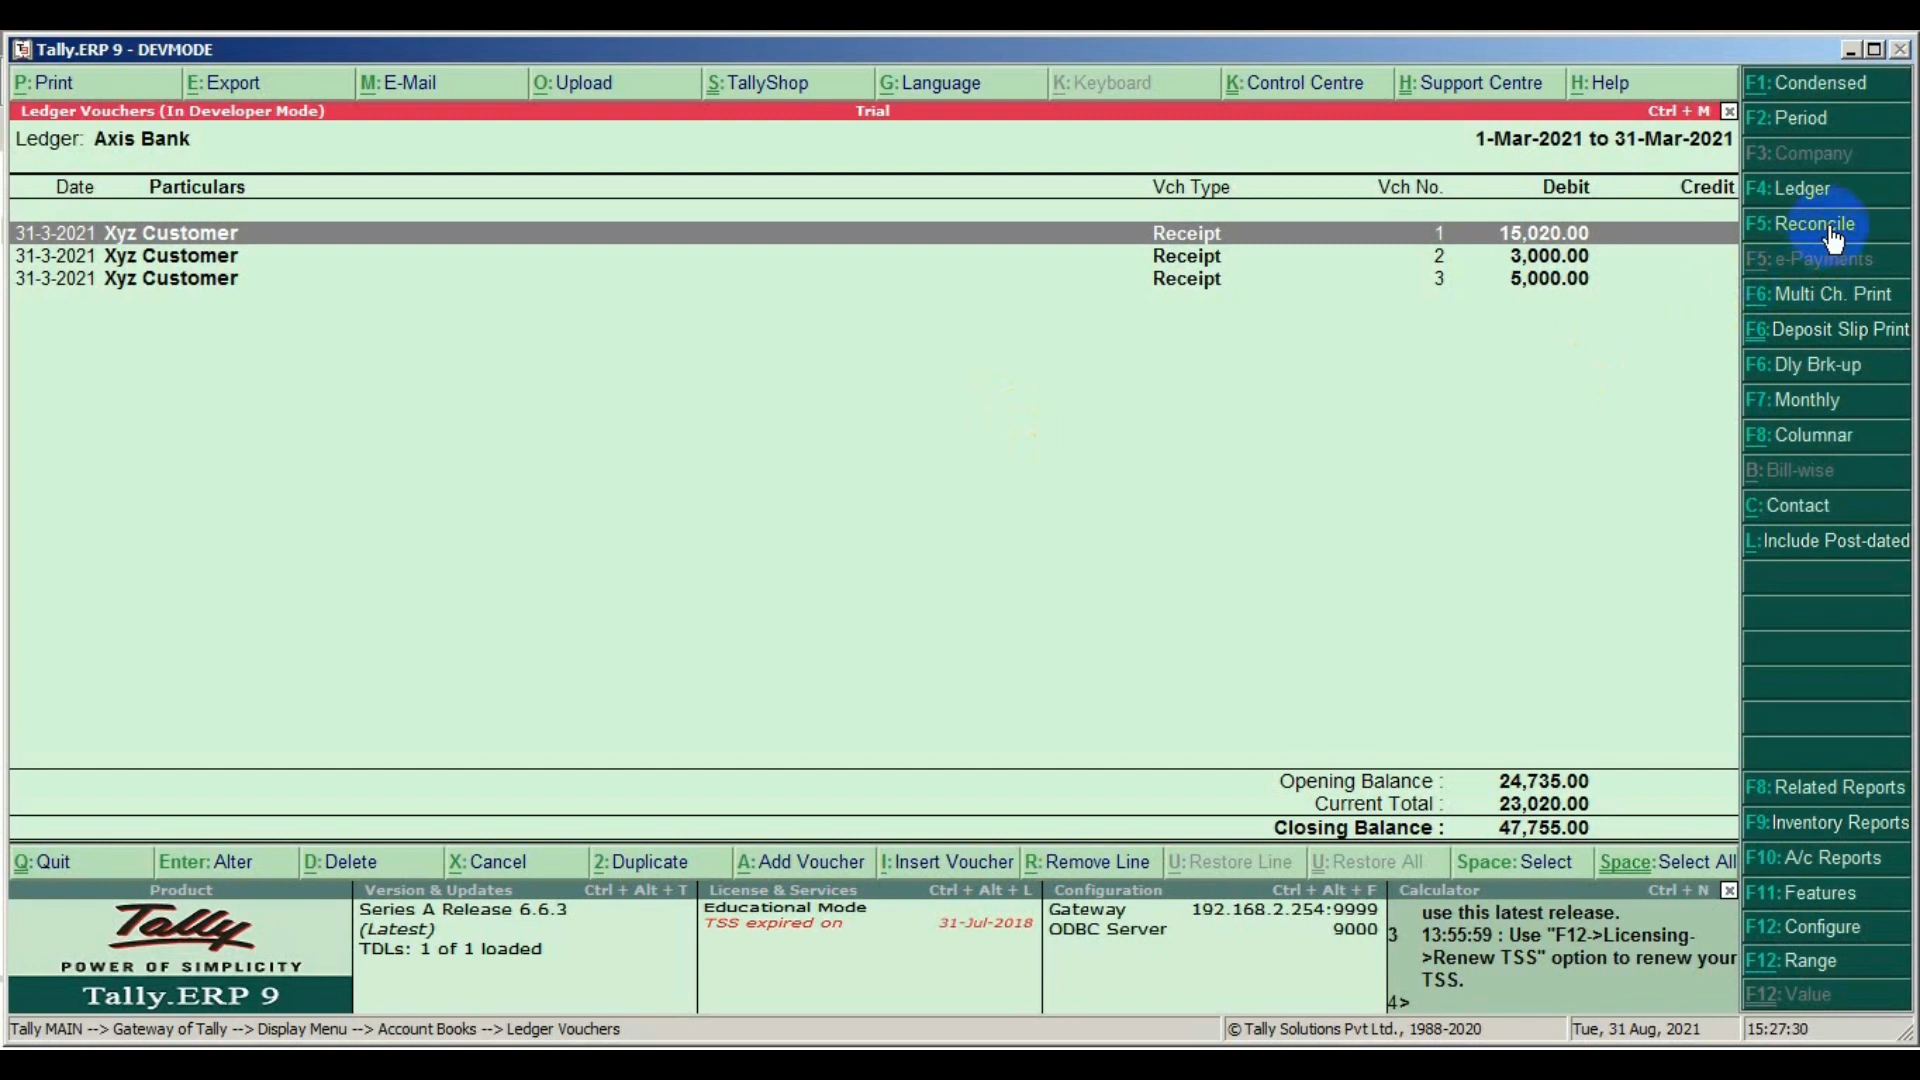 Tally.ERP 9 - DEVMODE
P: Print E: Export M: E-Mail O: Upload S: TallyShop G: Language K: Keyboard K: Control Centre H: Support Centre H: Help
Ledger Vouchers (In Developer Mode) Trial Ctrl + M
Ledger: Axis Bank 1-Mar-2021 to 31-Mar-2021
Date Particulars Vch Type Vch No. Debit Credit
31-3-2021 Xyz Customer Receipt 1 15,020.00
31-3-2021 Xyz Customer Receipt 2 3,000.00
31-3-2021 Xyz Customer Receipt 3 5,000.00
Opening Balance : 24,735.00
Current Total : 23,020.00
Closing Balance : 47,755.00
Q: Quit Enter: Alter D: Delete X: Cancel 2: Duplicate A: Add Voucher I: Insert Voucher R: Remove Line U: Restore Line U: Restore All Space: Select Space: Select All
Product
Tally
POWER OF SIMPLICITY
Tally.ERP 9
Version & Updates Ctrl + Alt + T
Series A Release 6.6.3
(Latest)
TDLs: 1 of 1 loaded
License & Services Ctrl + Alt + L
Educational Mode
TSS expired on 31-Jul-2018
Configuration Ctrl + Alt + F
Gateway 192.168.2.254:9999
ODBC Server 9000
Calculator Ctrl + N
use this latest release.
3 13:55:59 : Use "F12->Licensing-
>Renew TSS" option to renew your
TSS.
4>
Tally MAIN --> Gateway of Tally --> Display Menu --> Account Books --> Ledger Vouchers © Tally Solutions Pvt Ltd., 1988-2020 Tue, 31 Aug, 2021 15:27:30
F1: Condensed
F2: Period
F3: Company
F4: Ledger
F5: Reconcile
F5: e-Payments
F6: Multi Ch. Print
F6: Deposit Slip Print
F6: Dly Brk-up
F7: Monthly
F8: Columnar
B: Bill-wise
C: Contact
L: Include Post-dated
F8: Related Reports
F9: Inventory Reports
F10: A/c Reports
F11: Features
F12: Configure
F12: Range
F12: Value